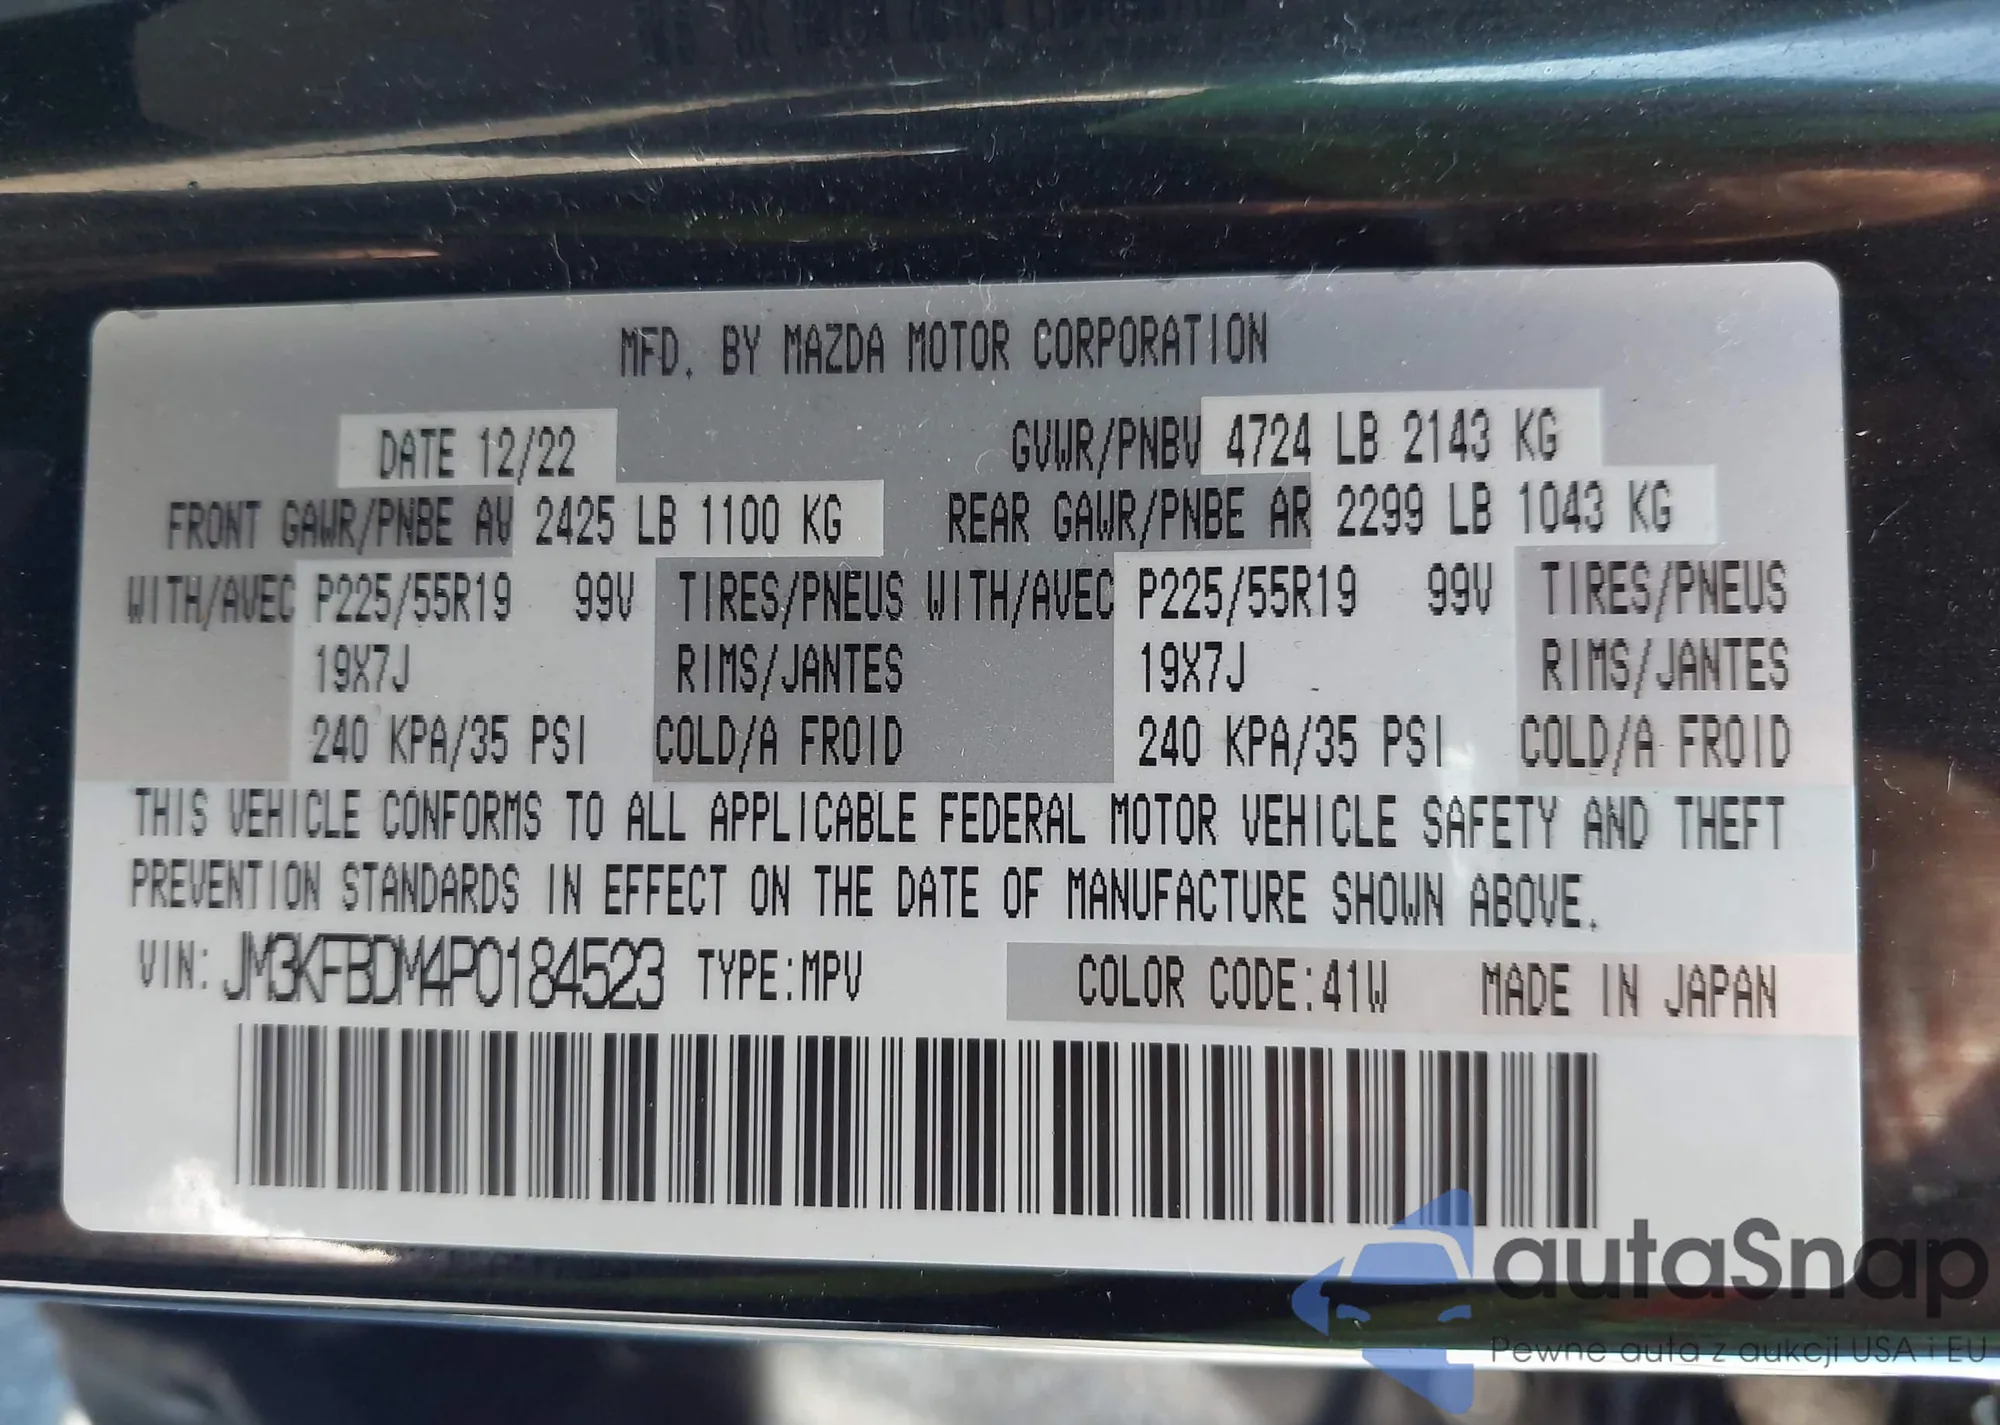 MFD. BY MAZDA MOTOR CORPORATION
DATE 12/22 GVWR/PNBV 4724 LB 2143 KG
FRONT GAWR/PNBE AV 2425 LB 1100 KG REAR GAWR/PNBE AR 2299 LB 1043 KG
WITH/AVEC P225/55R19 99V TIRES/PNEUS WITH/AVEC P225/55R19 99V TIRES/PNEUS
19X7J RIMS/JANTES 19X7J RIMS/JANTES
240 KPA/35 PSI COLD/A FROID 240 KPA/35 PSI COLD/A FROID
THIS VEHICLE CONFORMS TO ALL APPLICABLE FEDERAL MOTOR VEHICLE SAFETY AND THEFT
PREVENTION STANDARDS IN EFFECT ON THE DATE OF MANUFACTURE SHOWN ABOVE.
VIN: JM3KFBDM4P0184523 TYPE:MPV COLOR CODE:41W MADE IN JAPAN
autaSnap
Pewne auta z aukcji USA i EU